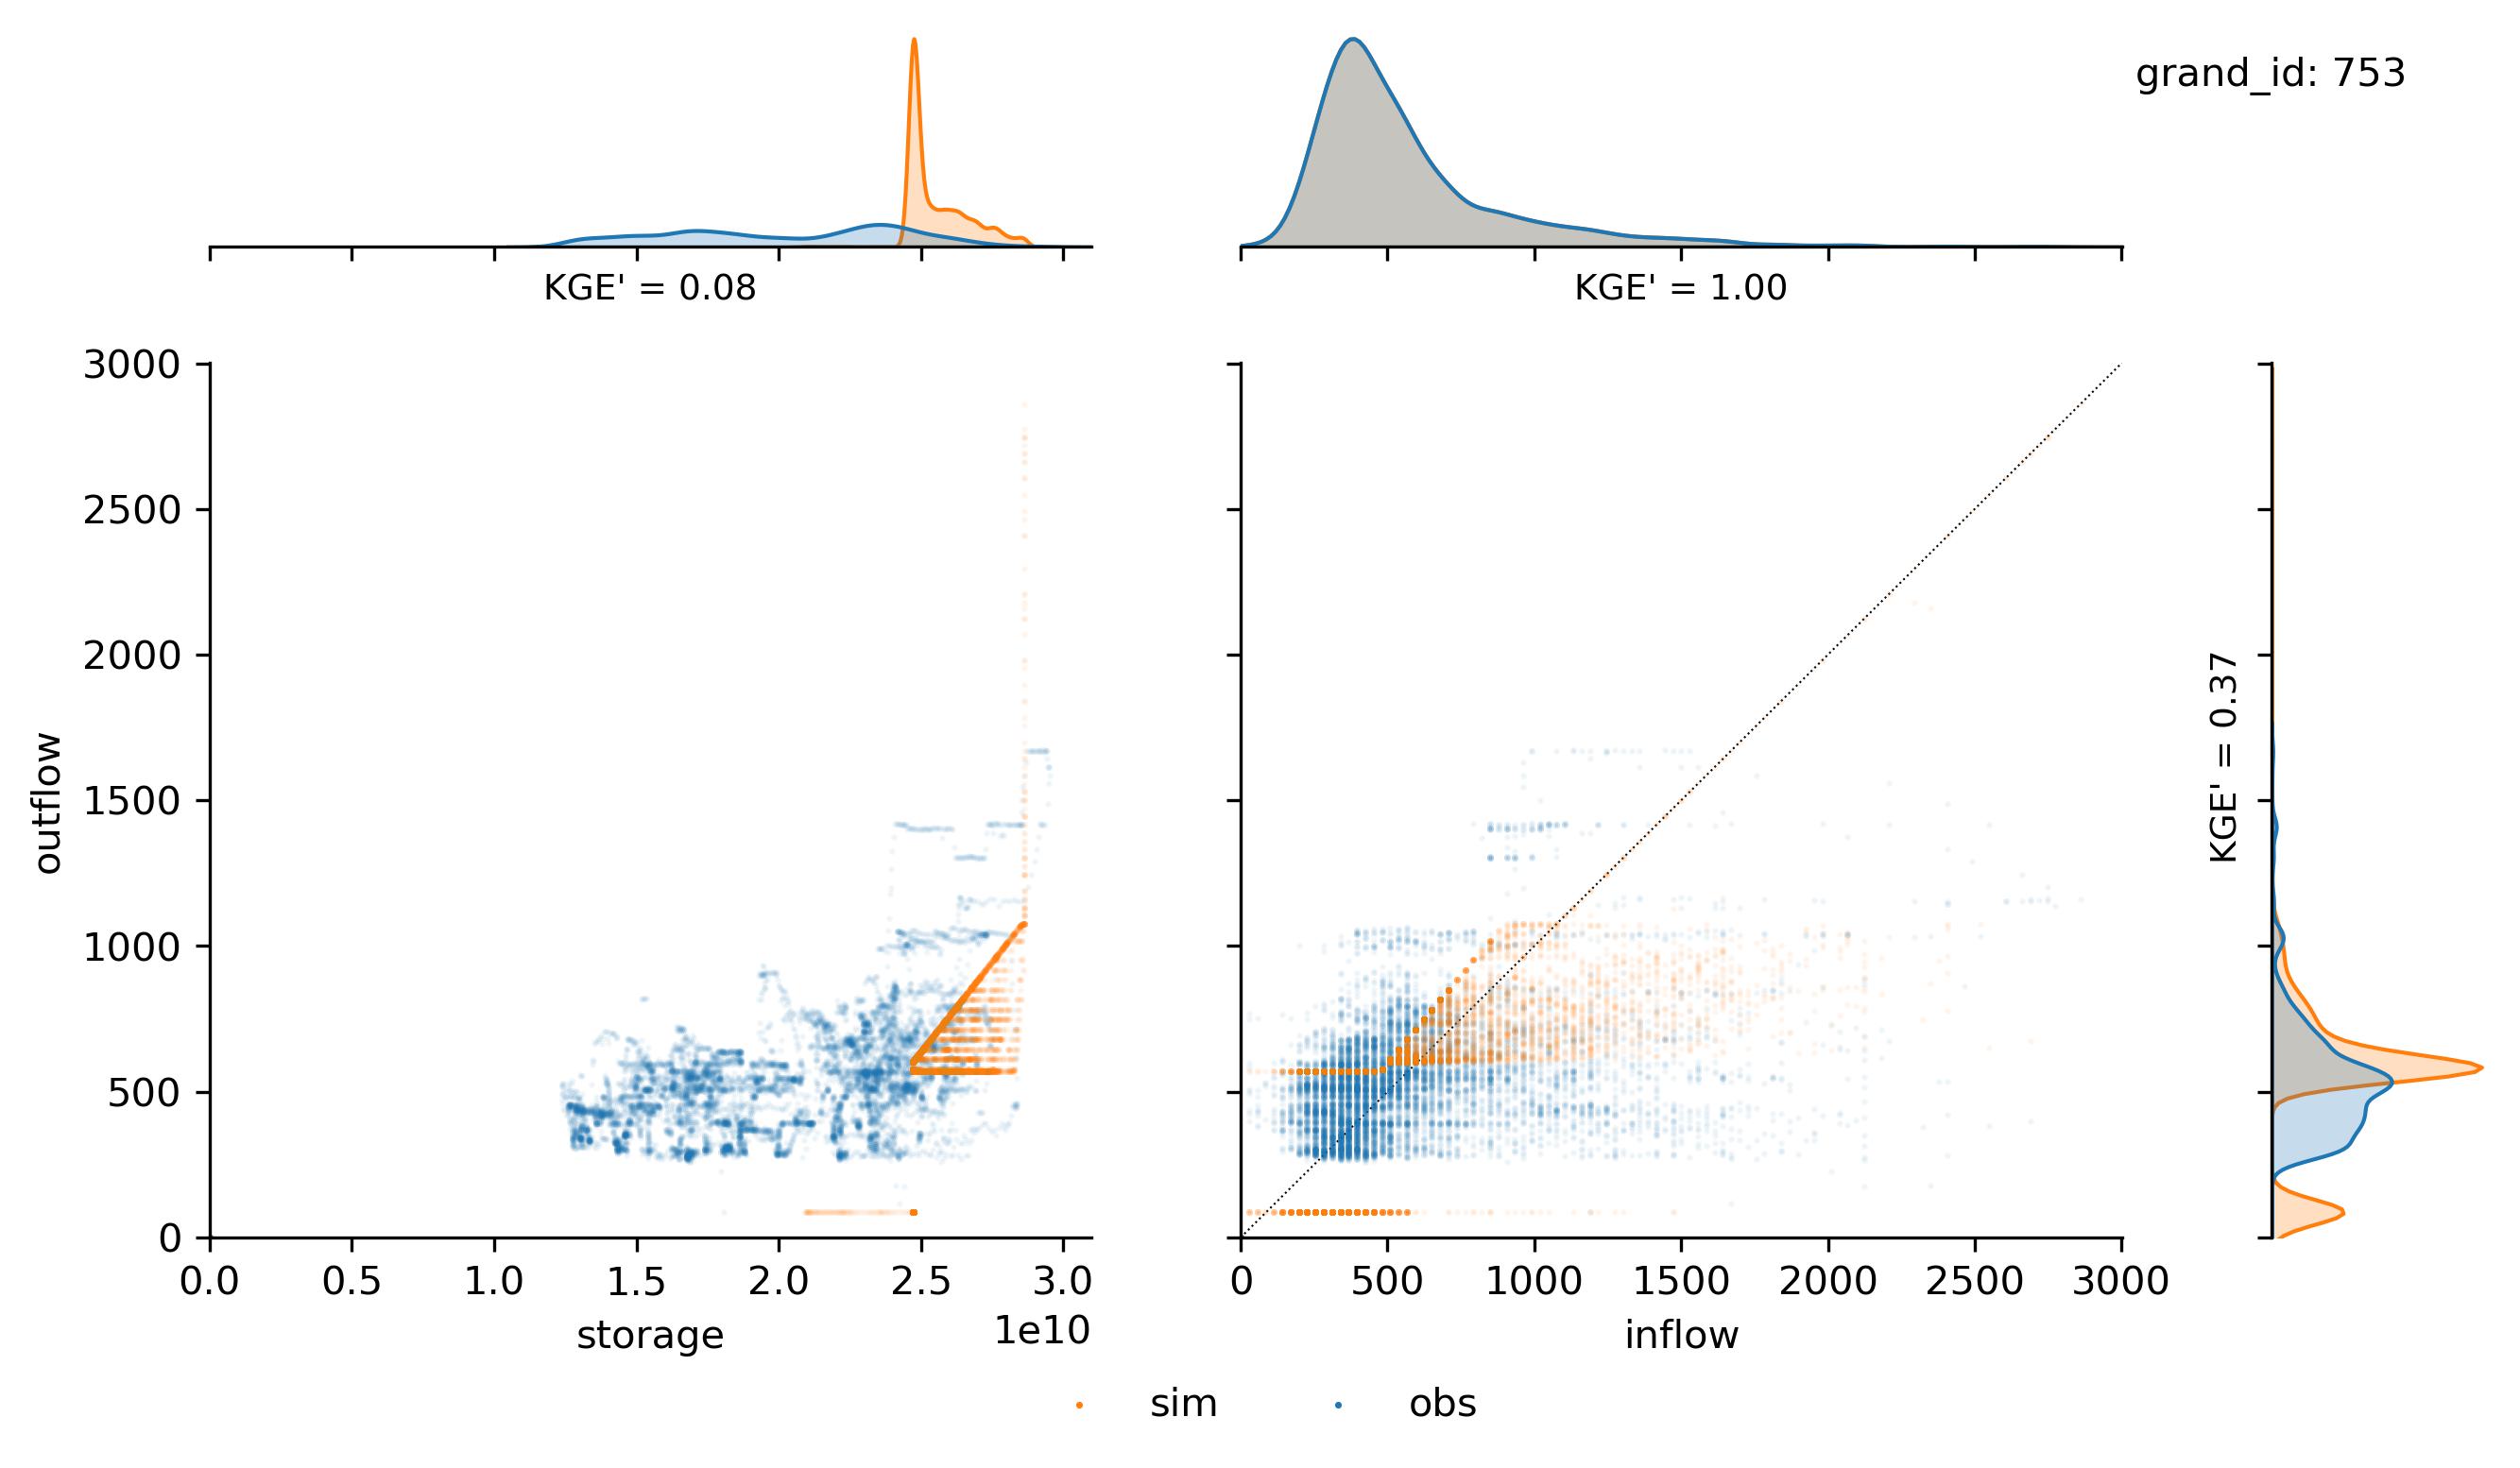 grand_id: 753
KGE' = 0.08
KGE' = 1.00
3000
2500
2000
1500
1000
500
0
outflow
KGE' = 0.37
0.0 0.5 1.0 1.5 2.0 2.5 3.0
1e10
storage
0 500 1000 1500 2000 2500 3000
inflow
sim obs